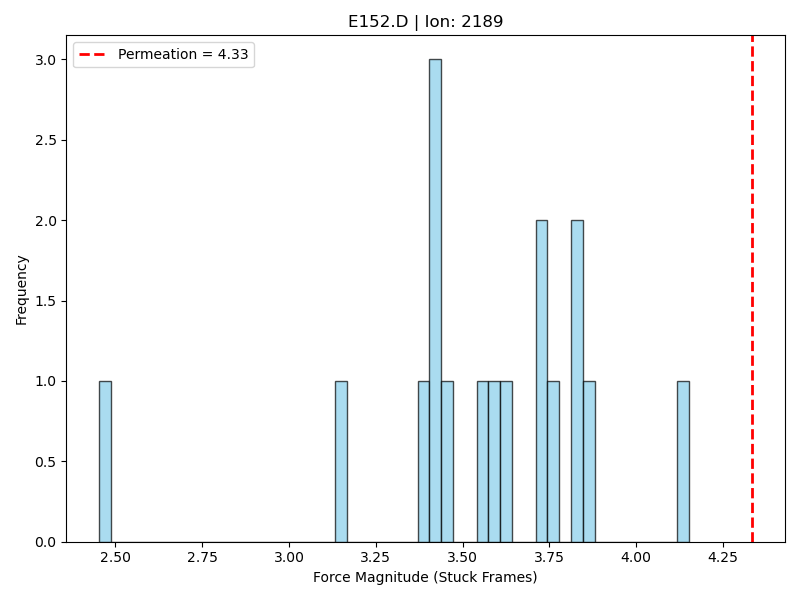 E152.D | Ion: 2189
Permeation = 4.33
3.0
2.5
2.0
1.5
1.0
0.5
0.0
Frequency
2.50 2.75 3.00 3.25 3.50 3.75 4.00 4.25
Force Magnitude (Stuck Frames)